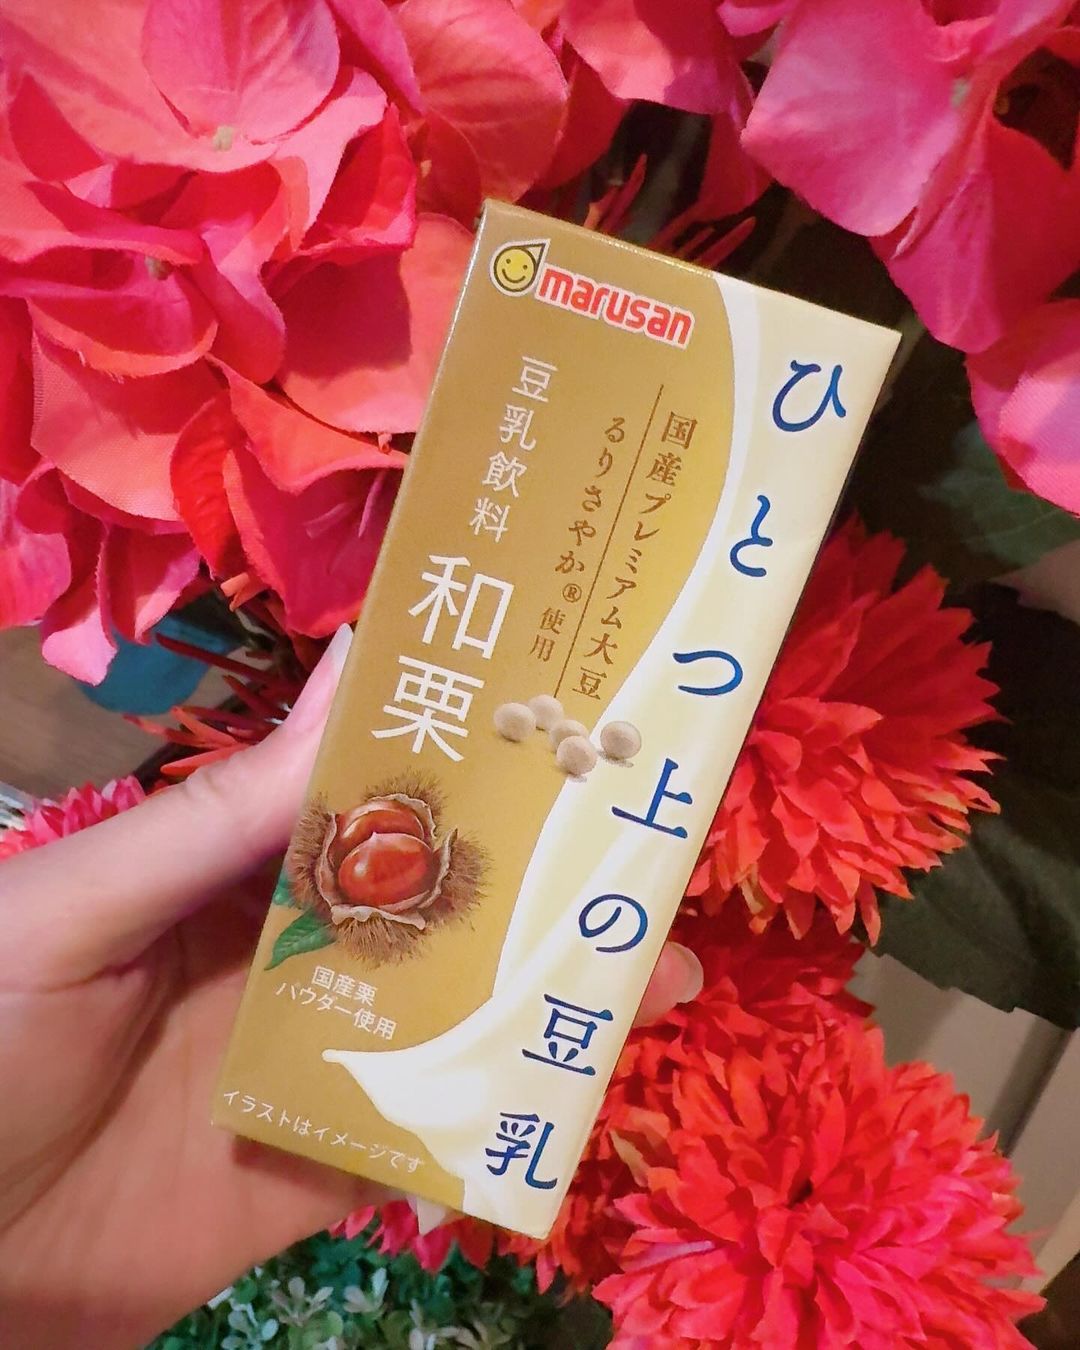 marusan
ひとつ上の豆乳
国産プレミアム大豆
るりさやか®使用
豆乳飲料
和栗
国産栗
パウダー使用
イラストはイメージです